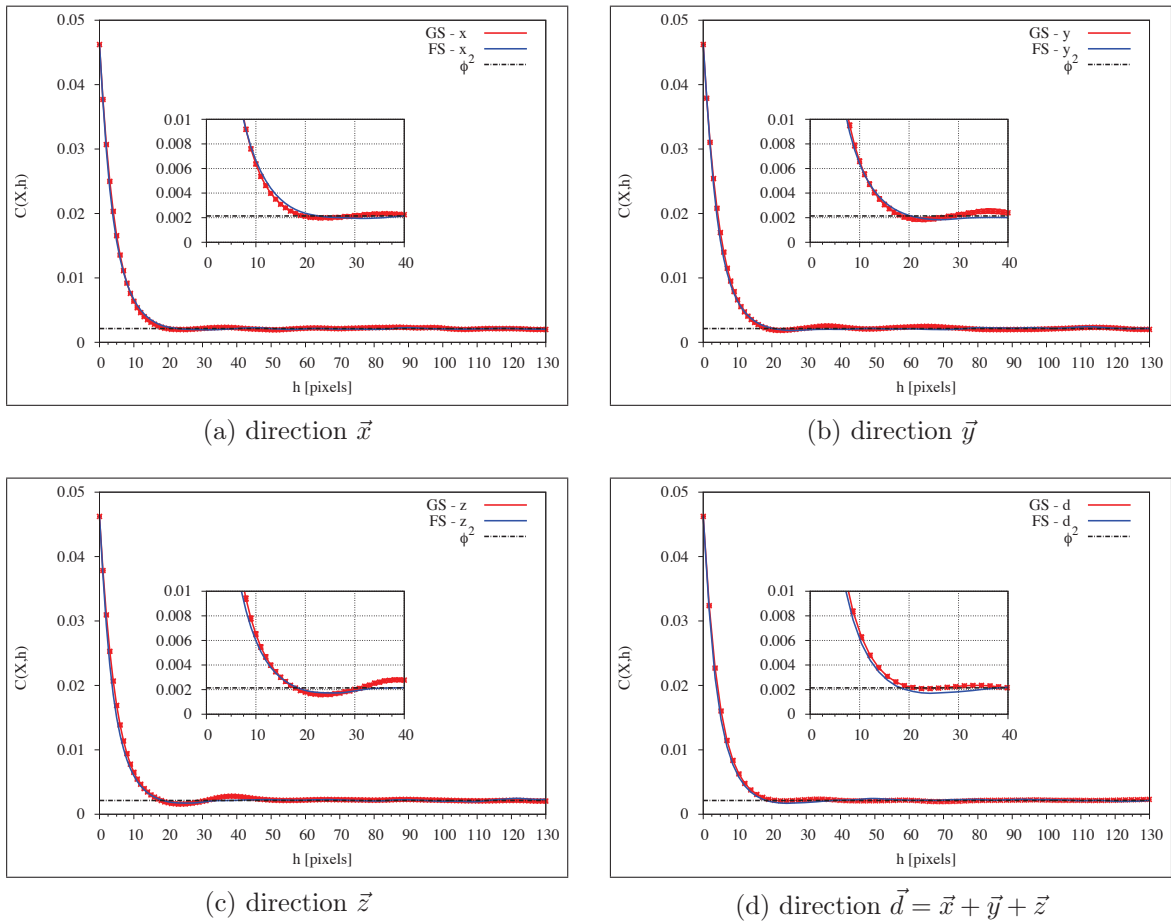 0.05
0.04
0.03
0.02
0.01
0
C(X,h)
GS - x
FS - x
ϕ²
0.01
0.008
0.006
0.004
0.002
0
0 10 20 30 40
0 10 20 30 40 50 60 70 80 90 100 110 120 130
h [pixels]
(a) direction x⃗
0.05
0.04
0.03
0.02
0.01
0
C(X,h)
GS - y
FS - y
ϕ²
0.01
0.008
0.006
0.004
0.002
0
0 10 20 30 40
0 10 20 30 40 50 60 70 80 90 100 110 120 130
h [pixels]
(b) direction y⃗
0.05
0.04
0.03
0.02
0.01
0
C(X,h)
GS - z
FS - z
ϕ²
0.01
0.008
0.006
0.004
0.002
0
0 10 20 30 40
0 10 20 30 40 50 60 70 80 90 100 110 120 130
h [pixels]
(c) direction z⃗
0.05
0.04
0.03
0.02
0.01
0
C(X,h)
GS - d
FS - d
ϕ²
0.01
0.008
0.006
0.004
0.002
0
0 10 20 30 40
0 10 20 30 40 50 60 70 80 90 100 110 120 130
h [pixels]
(d) direction d⃗ = x⃗ + y⃗ + z⃗